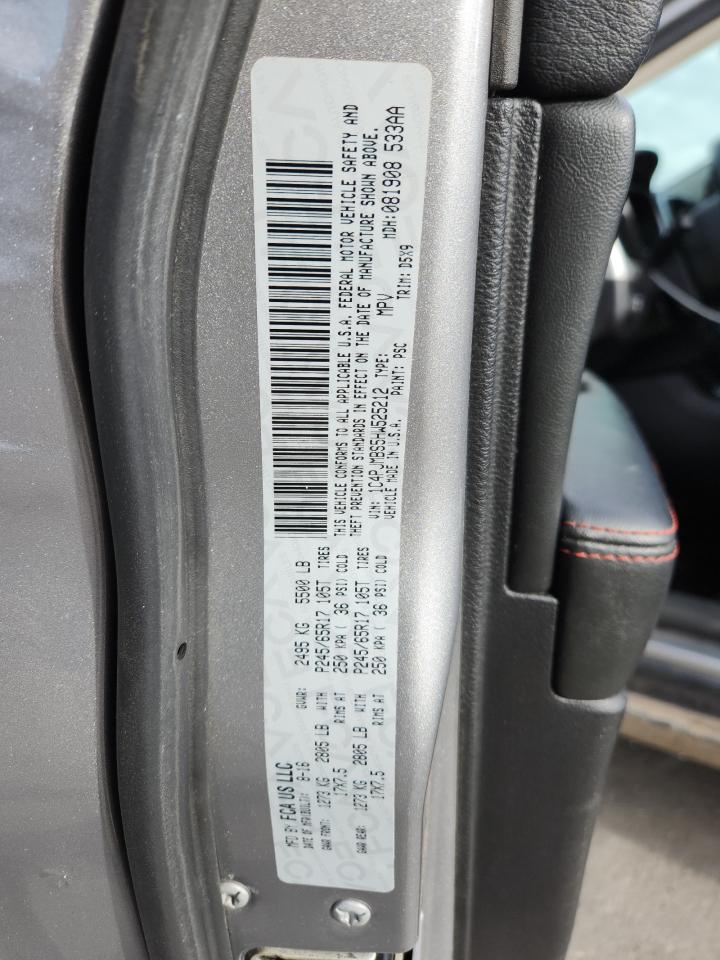 MFD BY FCA US LLC
DATE OF MFR(BUILT): 8-16 GVWR: 2495 KG 5500 LB
GAWR FRONT: 1273 KG 2805 LB WITH P245/65R17 105T TIRES
17X7.5 RIMS AT 250 KPA ( 36 PSI) COLD
GAWR REAR: 1273 KG 2805 LB WITH P245/65R17 105T TIRES
17X7.5 RIMS AT 250 KPA ( 36 PSI) COLD
THIS VEHICLE CONFORMS TO ALL APPLICABLE U.S.A. FEDERAL MOTOR VEHICLE SAFETY AND
THEFT PREVENTION STANDARDS IN EFFECT ON THE DATE OF MANUFACTURE SHOWN ABOVE.
VIN: 1C4PJMBS5HW525212 TYPE: MPV MDH:081908 533AA
VEHICLE MADE IN U.S.A. PAINT: PSC TRIM: D5X9